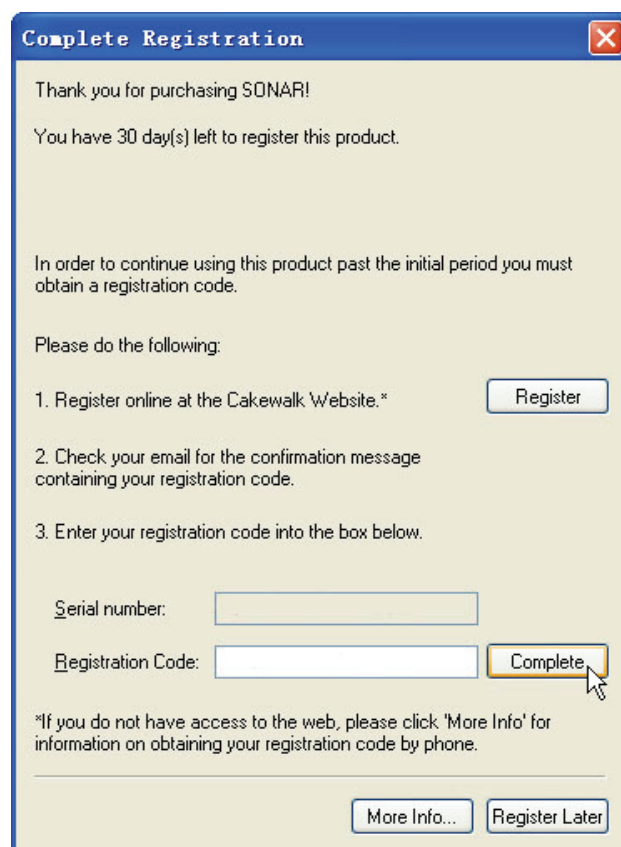 Complete Registration
Thank you for purchasing SONAR!
You have 30 day(s) left to register this product.
In order to continue using this product past the initial period you must
obtain a registration code.
Please do the following:
1. Register online at the Cakewalk Website.*
Register
2. Check your email for the confirmation message
containing your registration code.
3. Enter your registration code into the box below.
Serial number:
Registration Code:
Complete
*If you do not have access to the web, please click 'More Info' for
information on obtaining your registration code by phone.
More Info...
Register Later